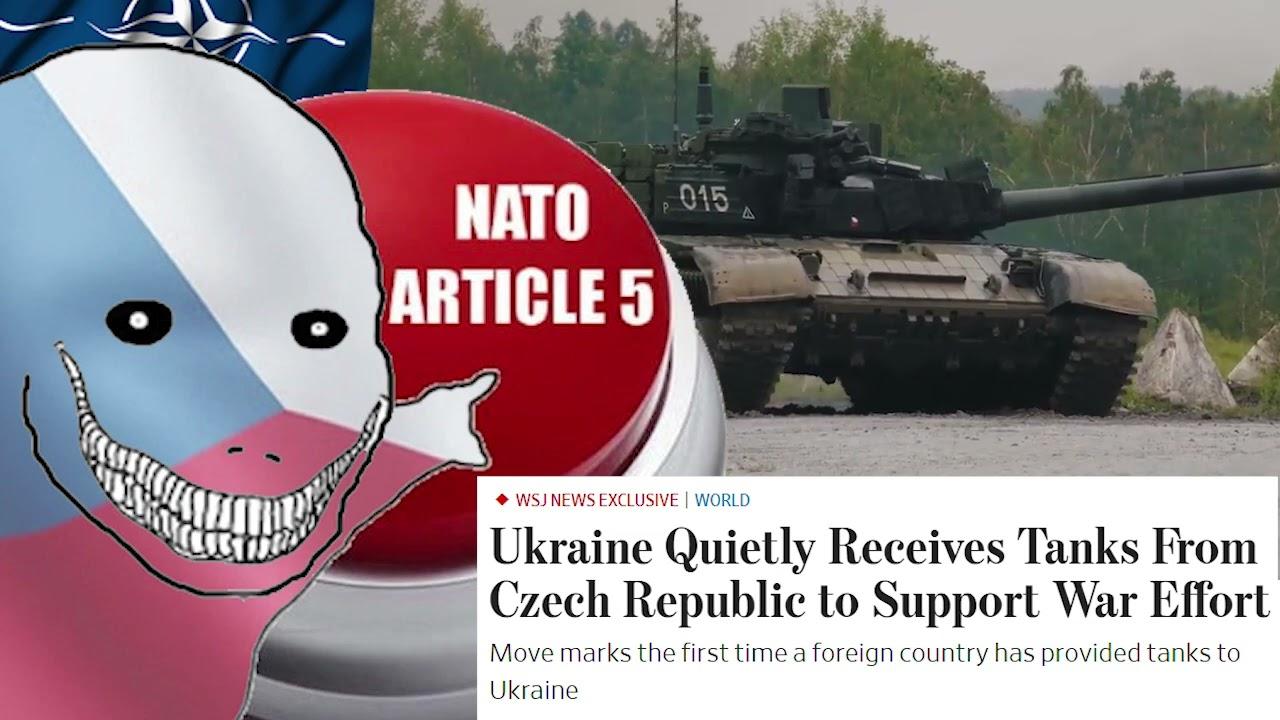 NATO
ARTICLE 5
P 015
WSJ NEWS EXCLUSIVE | WORLD
Ukraine Quietly Receives Tanks From
Czech Republic to Support War Effort
Move marks the first time a foreign country has provided tanks to
Ukraine